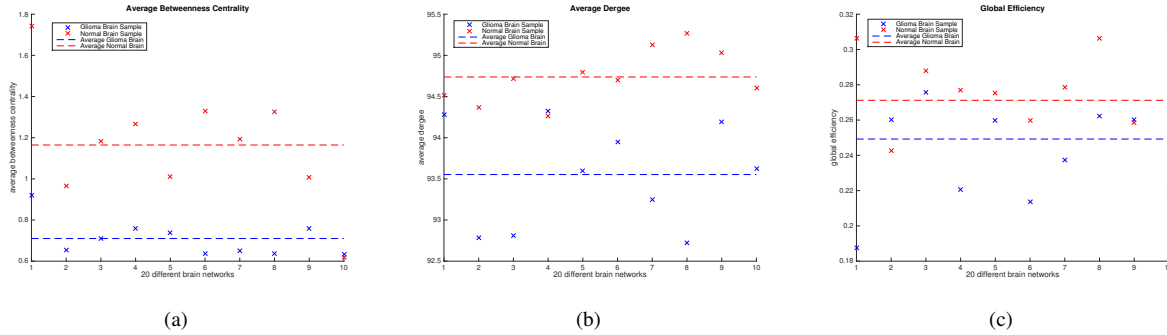 Average Betweenness Centrality
1.8
1.6
1.4
1.2
1
0.8
0.6
average betweenness centrality
Glioma Brain Sample
Normal Brain Sample
Average Glioma Brain
Average Normal Brain
1 2 3 4 5 6 7 8 9 10
20 different brain networks
(a)
Average Dergee
95.5
95
94.5
94
93.5
93
92.5
average dergee
Glioma Brain Sample
Normal Brain Sample
Average Glioma Brain
Average Normal Brain
1 2 3 4 5 6 7 8 9 10
20 different brain networks
(b)
Global Efficiency
0.32
0.3
0.28
0.26
0.24
0.22
0.2
0.18
global efficiency
Glioma Brain Sample
Normal Brain Sample
Average Glioma Brain
Average Normal Brain
1 2 3 4 5 6 7 8 9 1
20 different brain networks
(c)